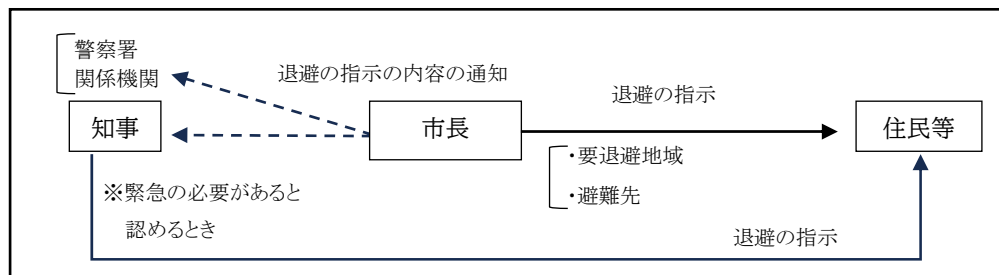 警察署
関係機関
退避の指示の内容の通知
退避の指示
知事
市長
住民等
・要退避地域
・避難先
※緊急の必要があると
認めるとき
退避の指示